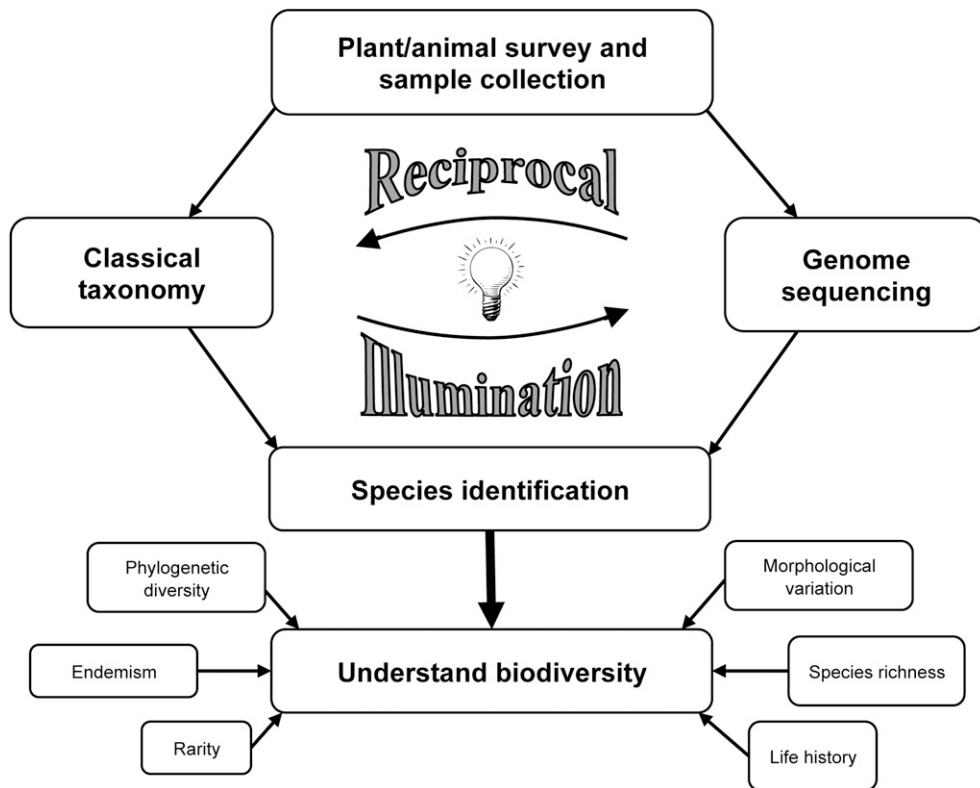 Plant/animal survey and
sample collection
Reciprocal
Classical
taxonomy
Genome
sequencing
Illumination
Species identification
Phylogenetic
diversity
Morphological
variation
Endemism
Understand biodiversity
Species richness
Rarity
Life history